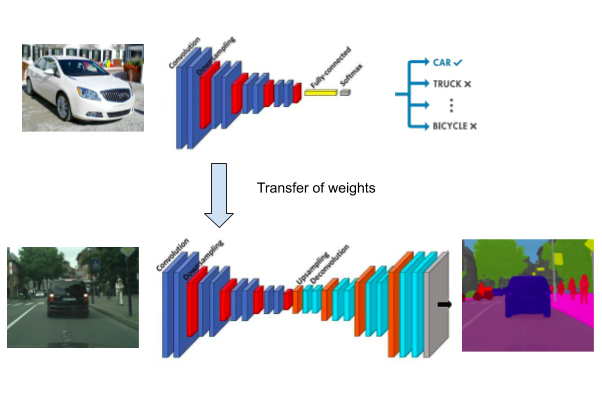 Convolution
Downsampling
Fully-connected
Softmax
CAR ✓
TRUCK ×
⋮
BICYCLE ×
Transfer of weights
Convolution
Downsampling
Upsampling
Deconvolution